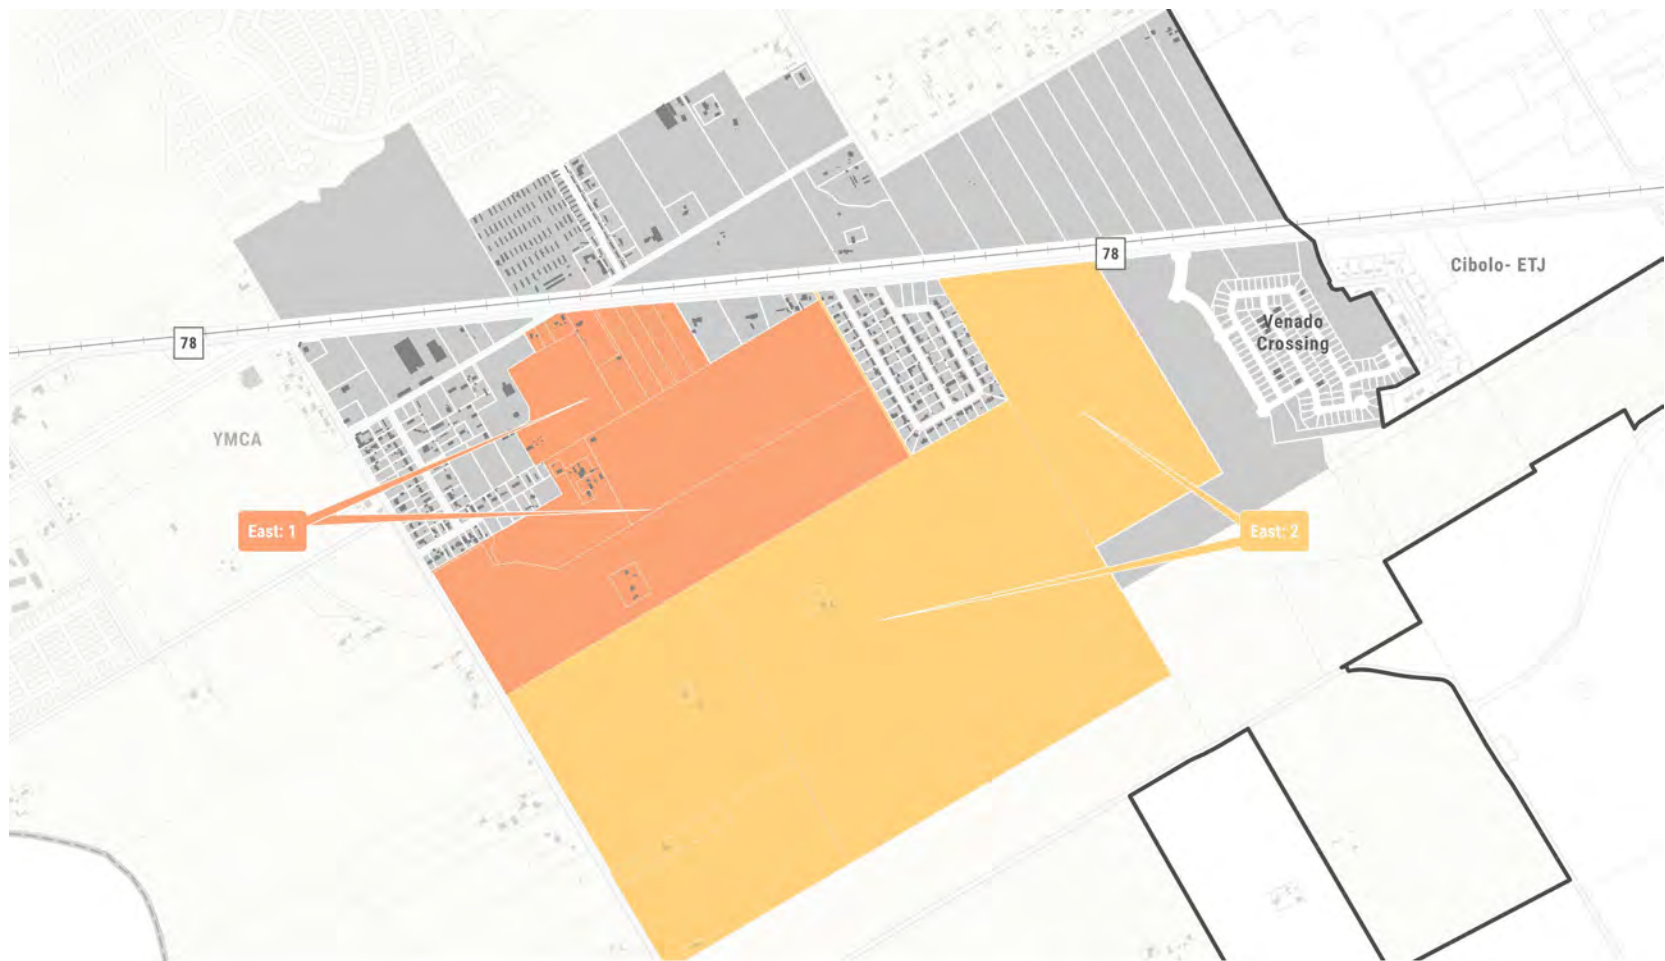 78
Cibolo- ETJ
Venado
Crossing
78
YMCA
East: 1
East: 2